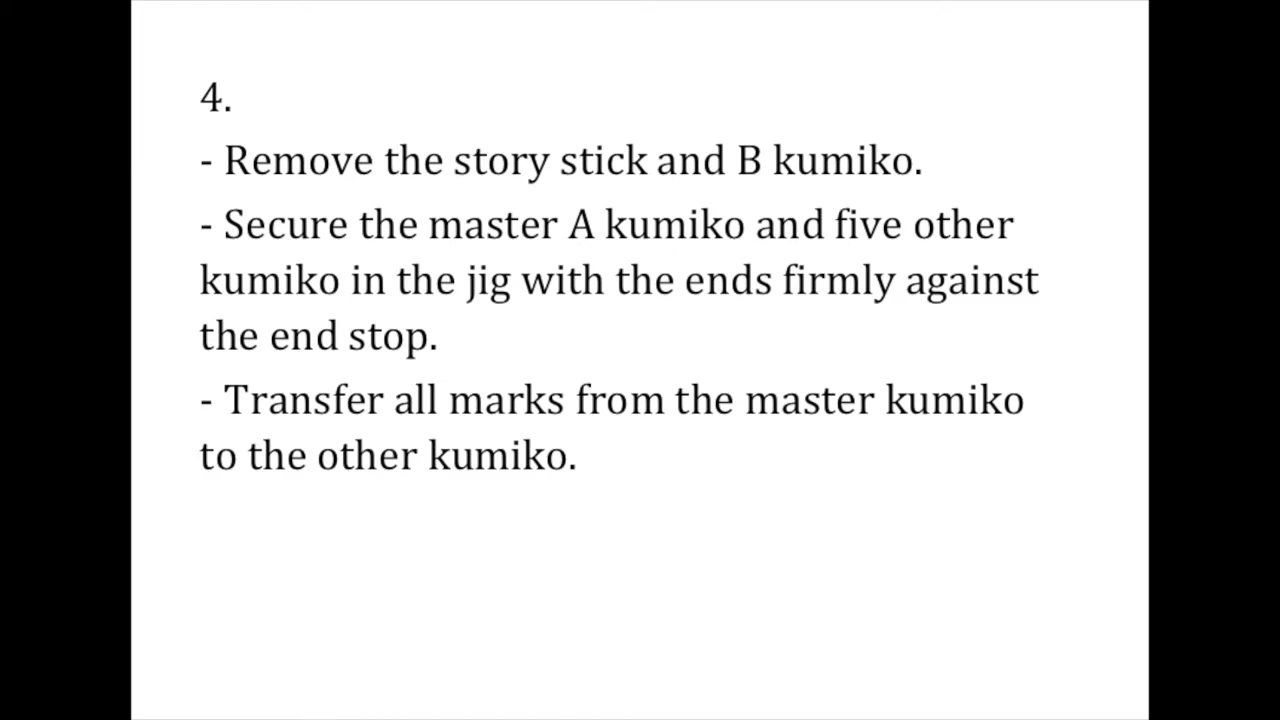 4.
- Remove the story stick and B kumiko.
- Secure the master A kumiko and five other
kumiko in the jig with the ends firmly against
the end stop.
- Transfer all marks from the master kumiko
to the other kumiko.